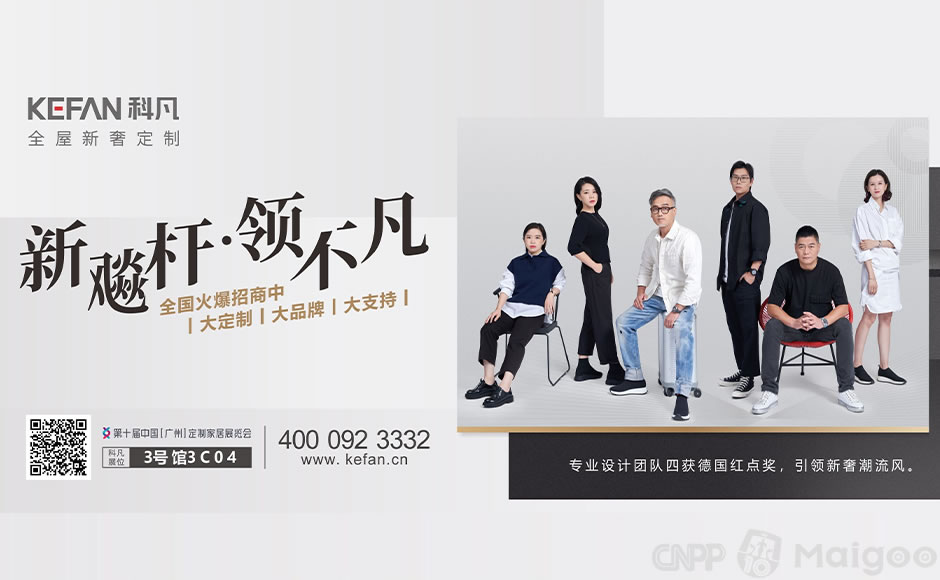 KEFAN 科凡
全屋新奢定制
新飚杆·领不凡
全国火爆招商中
|大定制|大品牌|大支持|
第十届中国[广州]定制家居展览会
科凡展位 3号馆3C04
400 092 3332
www.kefan.cn
专业设计团队四获德国红点奖，引领新奢潮流风。
CNPP Maigoo